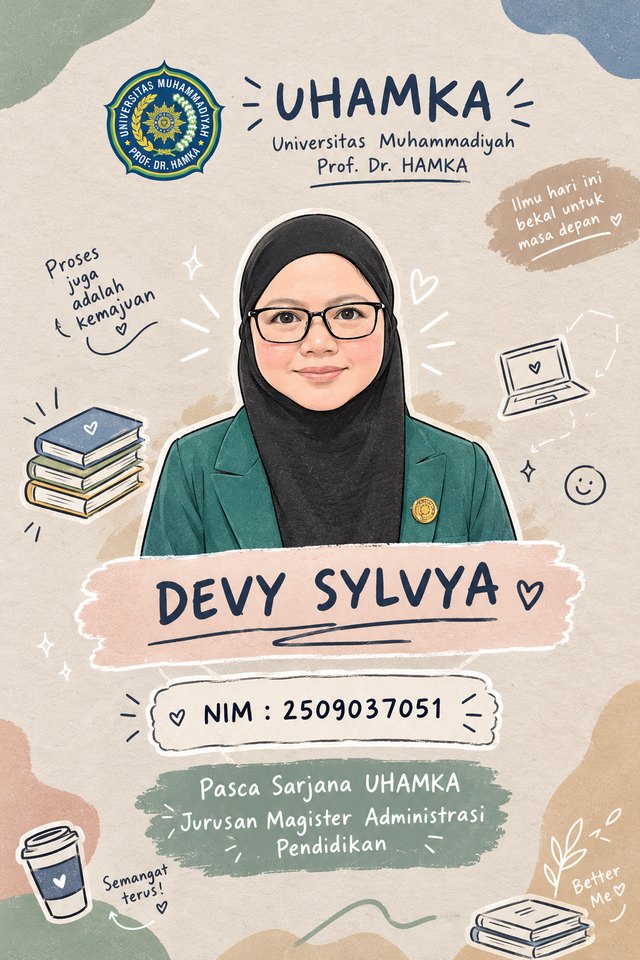 UNIVERSITAS MUHAMMADIYAH
PROF. DR. HAMKA
UHAMKA
Universitas Muhammadiyah
Prof. Dr. HAMKA
Ilmu hari ini
bekal untuk
masa depan
Proses
juga
adalah
kemajuan
DEVY SYLVYA
NIM : 2509037051
Pasca Sarjana UHAMKA
Jurusan Magister Administrasi
Pendidikan
Semangat
terus!
Better
Me